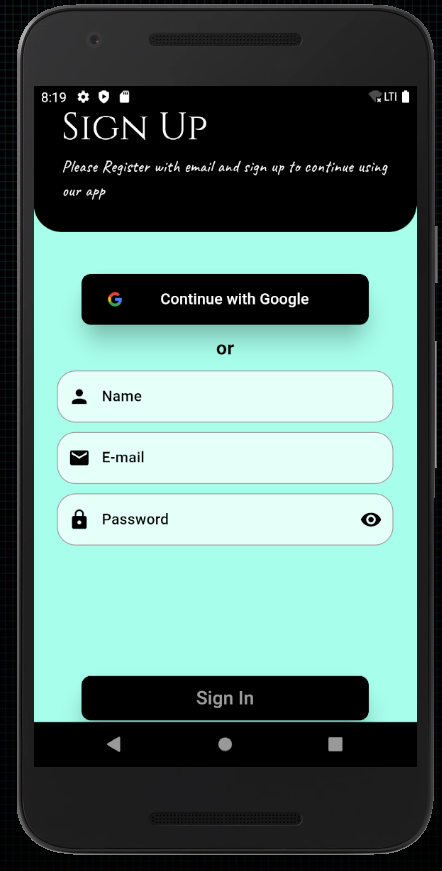 8:19 LTI
Sign Up
Please Register with email and sign up to continue using
our app
G Continue with Google
or
Name
E-mail
Password
Sign In